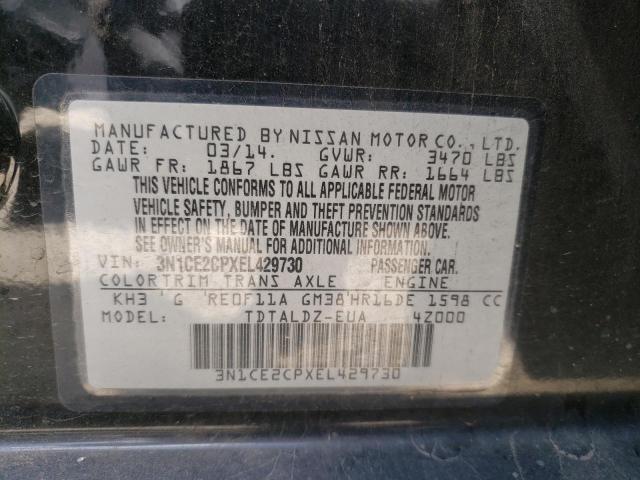 MANUFACTURED BY NISSAN MOTOR CO., LTD.
DATE: 03/14. GVWR: 3470 LBS
GAWR FR: 1867 LBS GAWR RR: 1664 LBS
THIS VEHICLE CONFORMS TO ALL APPLICABLE FEDERAL MOTOR
VEHICLE SAFETY, BUMPER AND THEFT PREVENTION STANDARDS
IN EFFECT ON THE DATE OF MANUFACTURE SHOWN ABOVE.
SEE OWNER'S MANUAL FOR ADDITIONAL INFORMATION.
VIN: 3N1CE2CPXEL429730 PASSENGER CAR.
COLOR TRIM TRANS AXLE ENGINE
KH3 G RE0F11A GM38 HR16DE 1598 CC
MODEL: TDTALDZ-EUA 4Z000
3N1CE2CPXEL429730